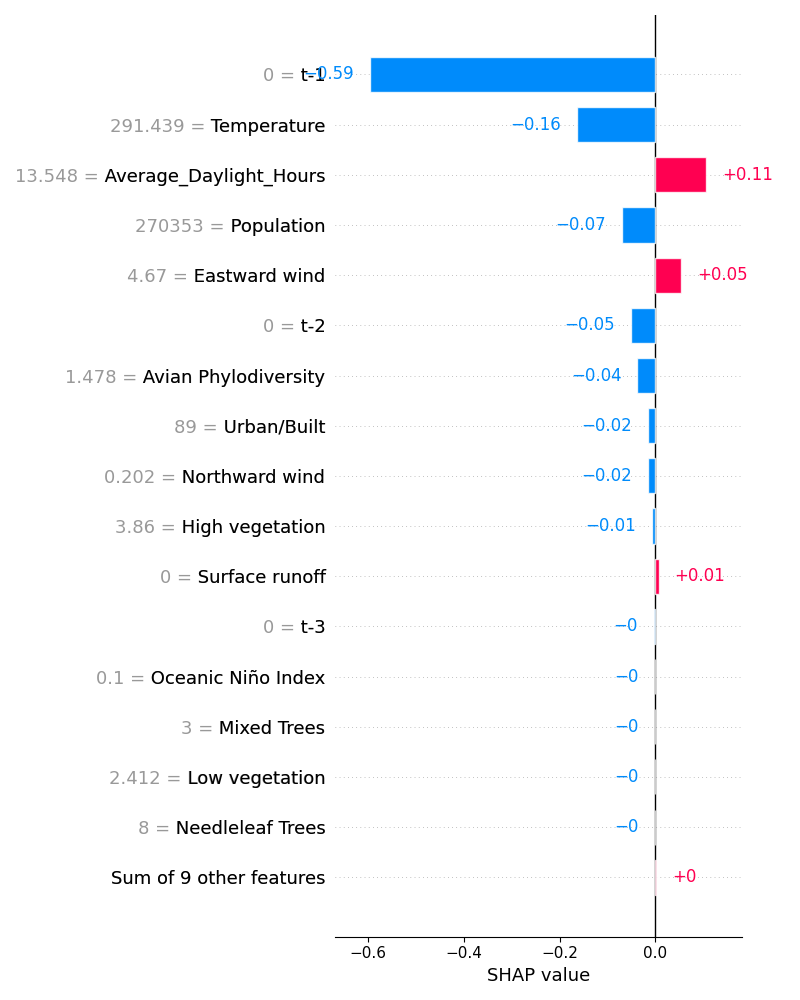 0 = t-1 −0.59
291.439 = Temperature −0.16
13.548 = Average_Daylight_Hours +0.11
270353 = Population −0.07
4.67 = Eastward wind +0.05
0 = t-2 −0.05
1.478 = Avian Phylodiversity −0.04
89 = Urban/Built −0.02
0.202 = Northward wind −0.02
3.86 = High vegetation −0.01
0 = Surface runoff +0.01
0 = t-3 −0
0.1 = Oceanic Niño Index −0
3 = Mixed Trees −0
2.412 = Low vegetation −0
8 = Needleleaf Trees −0
Sum of 9 other features +0
−0.6 −0.4 −0.2 0.0
SHAP value